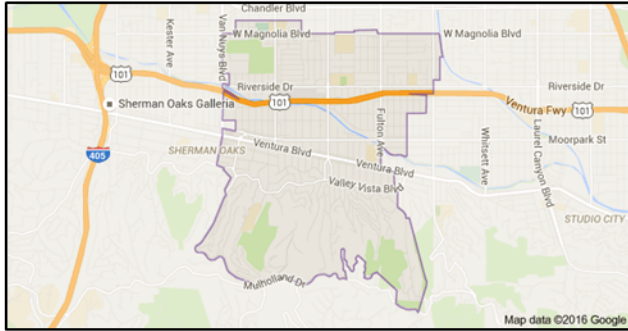 Chandler Blvd
Kester Ave
Van Nuys Blvd
W Magnolia Blvd
W Magnolia Blvd
101
Riverside Dr
Riverside Dr
101
101
Sherman Oaks Galleria
Ventura Fwy
Fulton Ave
Moorpark St
405
SHERMAN OAKS
Ventura Blvd
Ventura Blvd
Whitsett Ave
Laurel Canyon Blvd
Valley Vista Blvd
STUDIO CITY
Mulholland Dr
Map data ©2016 Google